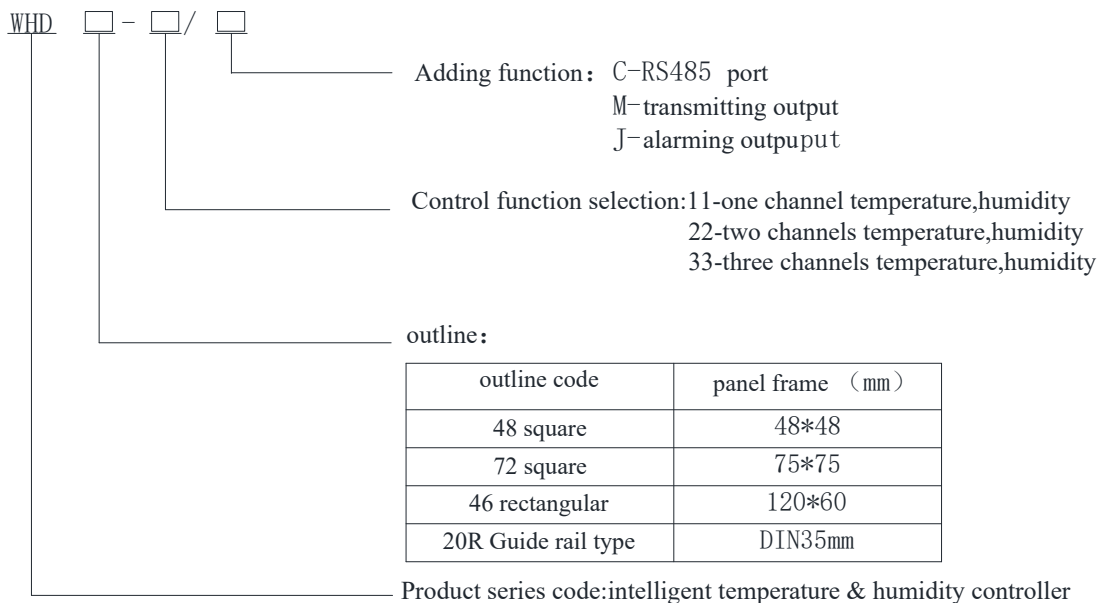 WHD □-□/□
Adding function：C-RS485 port
M-transmitting output
J-alarming outpuput
Control function selection:11-one channel temperature,humidity
22-two channels temperature,humidity
33-three channels temperature,humidity
outline：
outline code panel frame （mm）
48 square 48*48
72 square 75*75
46 rectangular 120*60
20R Guide rail type DIN35mm
Product series code:intelligent temperature & humidity controller